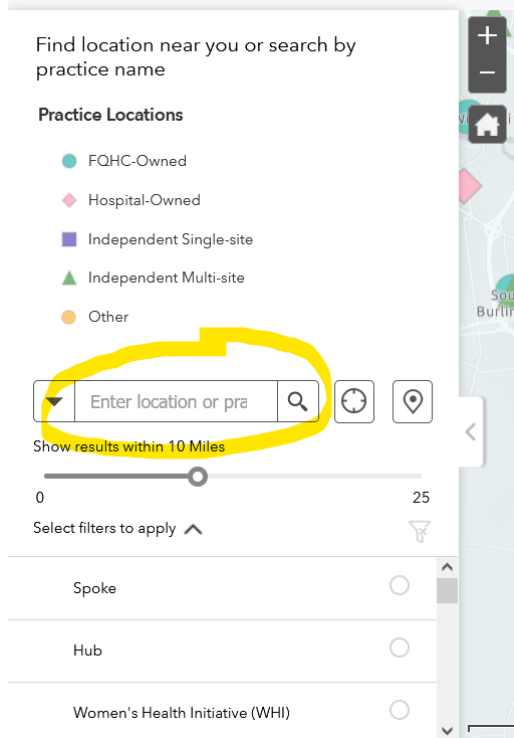 Find location near you or search by
practice name
Practice Locations
FQHC-Owned
Hospital-Owned
Independent Single-site
Independent Multi-site
Other
Enter location or pra
Show results within 10 Miles
0
25
Select filters to apply
Spoke
Hub
Women's Health Initiative (WHI)
Sou
Burlin